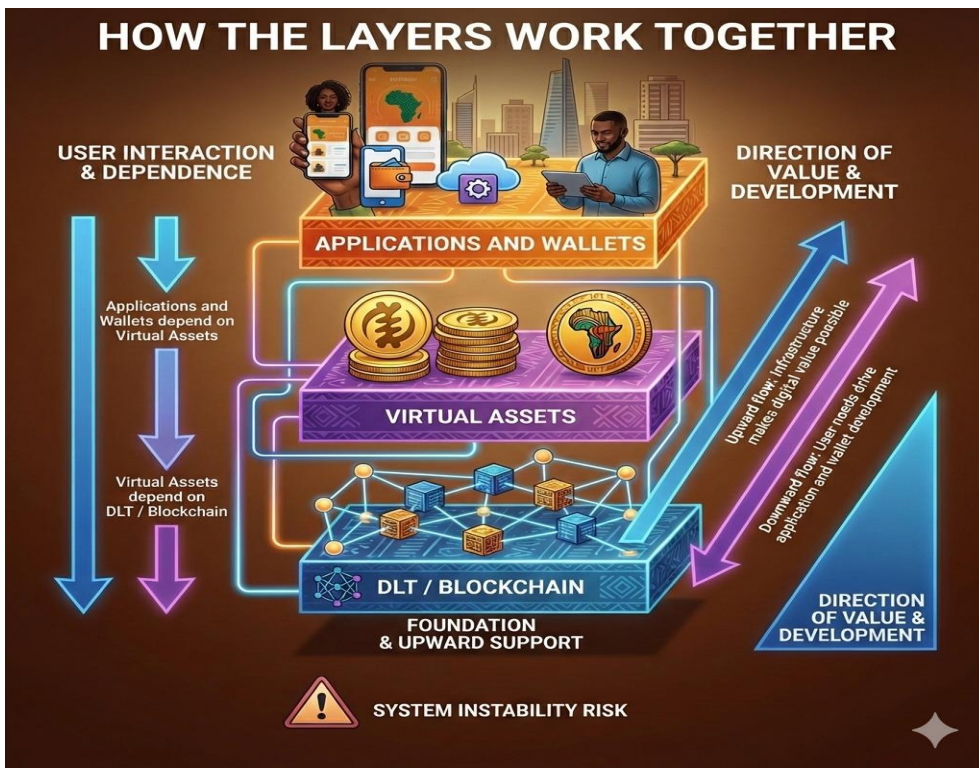 HOW THE LAYERS WORK TOGETHER
USER INTERACTION
& DEPENDENCE
Applications and
Wallets depend on
Virtual Assets
Virtual Assets
depend on
DLT / Blockchain
APPLICATIONS AND WALLETS
VIRTUAL ASSETS
DLT / BLOCKCHAIN
FOUNDATION
& UPWARD SUPPORT
DIRECTION OF
VALUE &
DEVELOPMENT
Upward flow: Infrastructure
makes digital value possible
Downward flow: User needs drive
application and wallet development
DIRECTION
OF VALUE &
DEVELOPMENT
SYSTEM INSTABILITY RISK